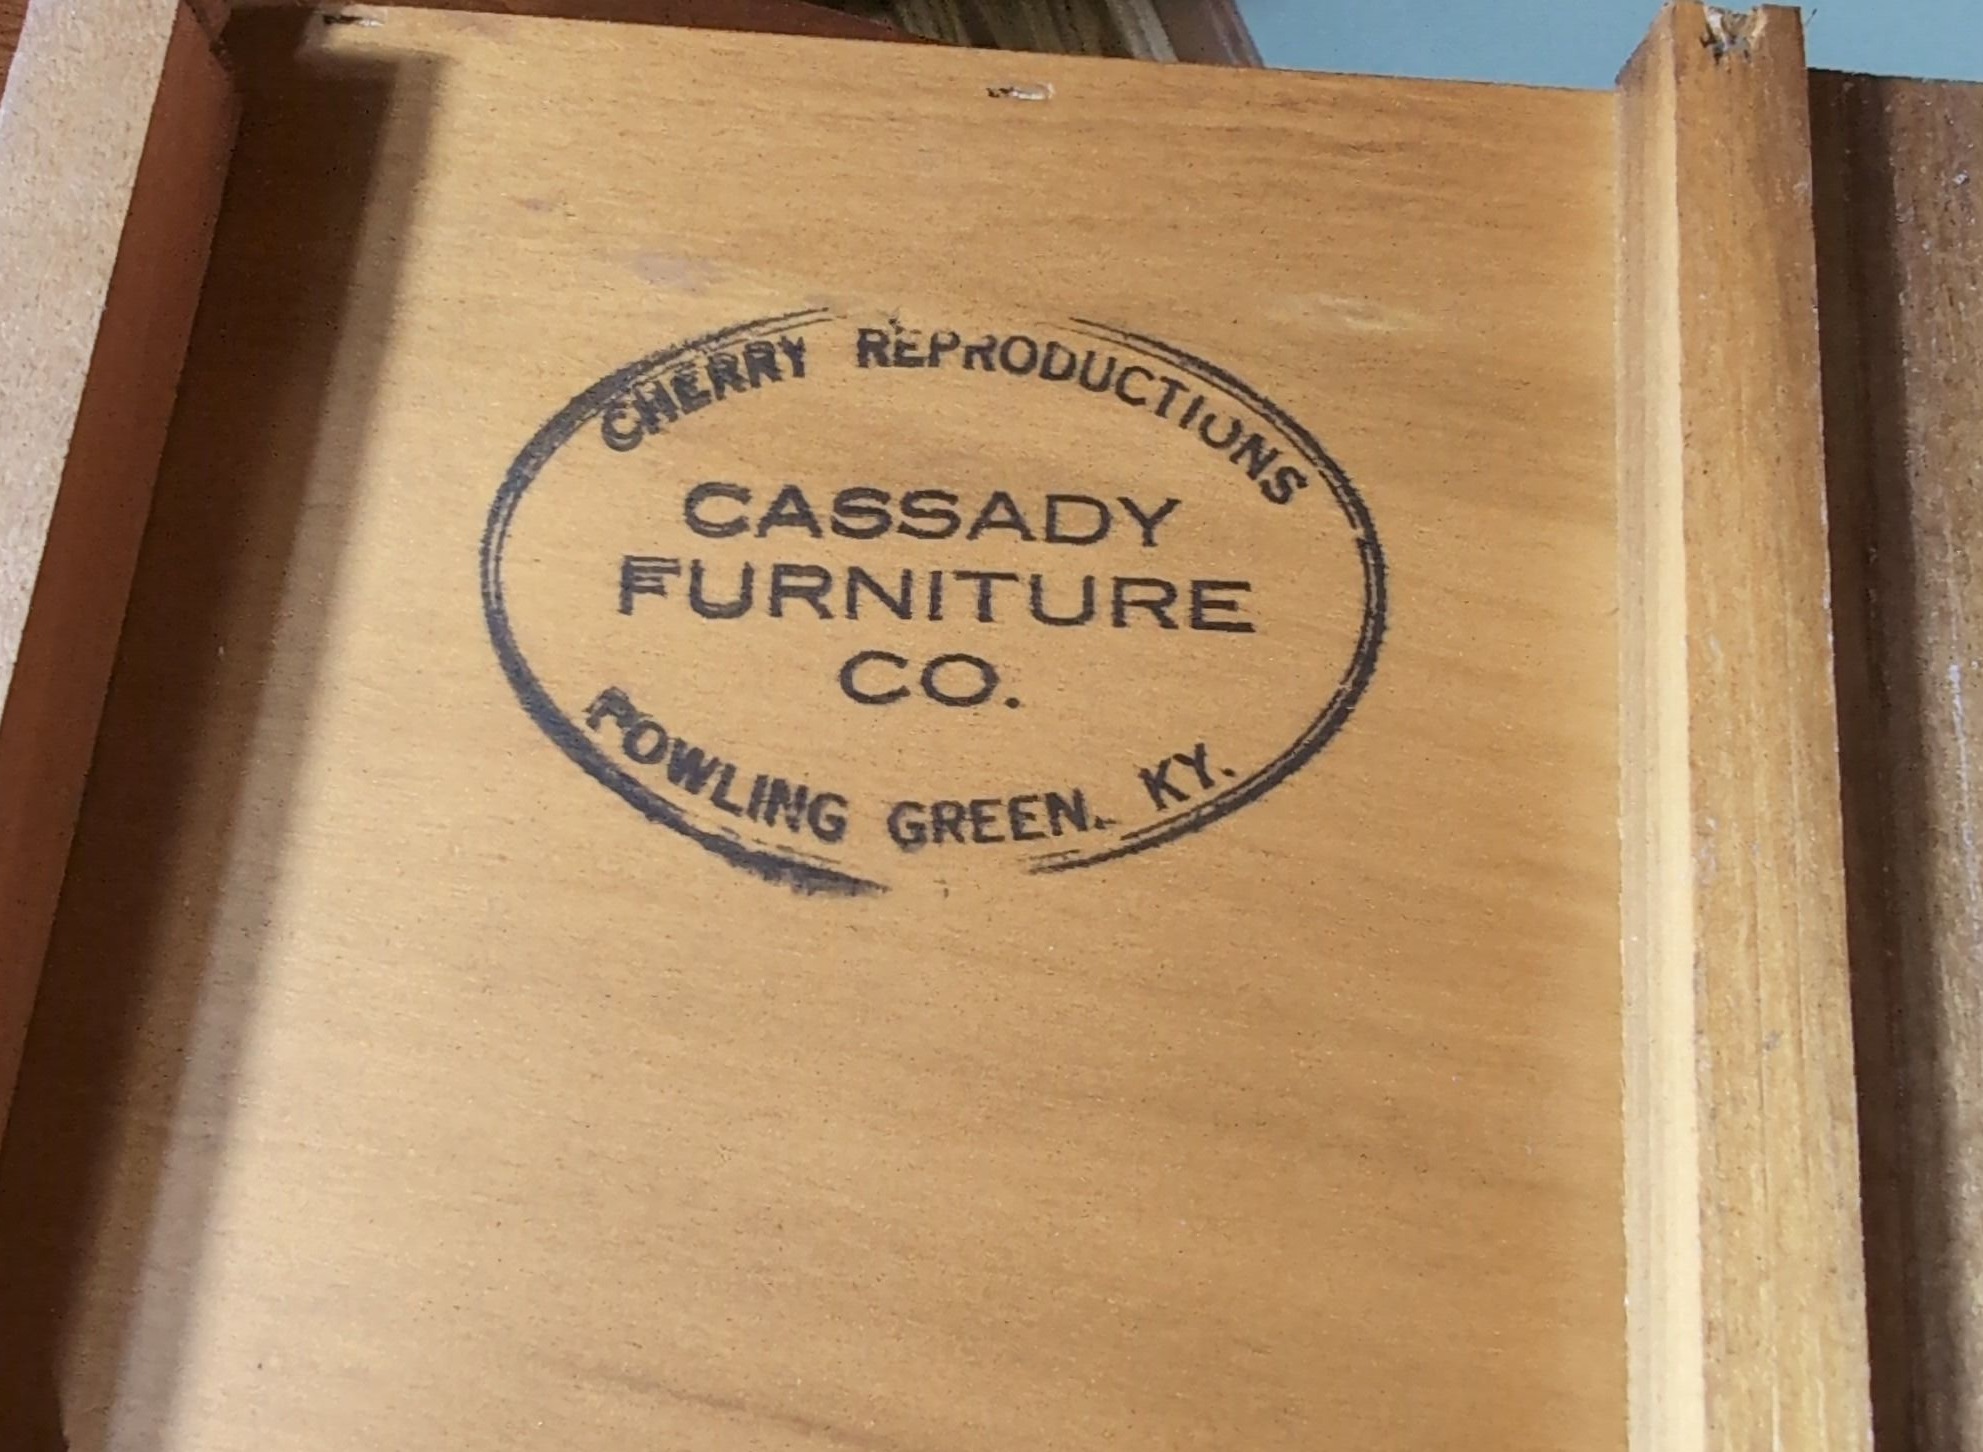 CHERRY REPRODUCTIONS
CASSADY
FURNITURE
CO.
BOWLING GREEN, KY.